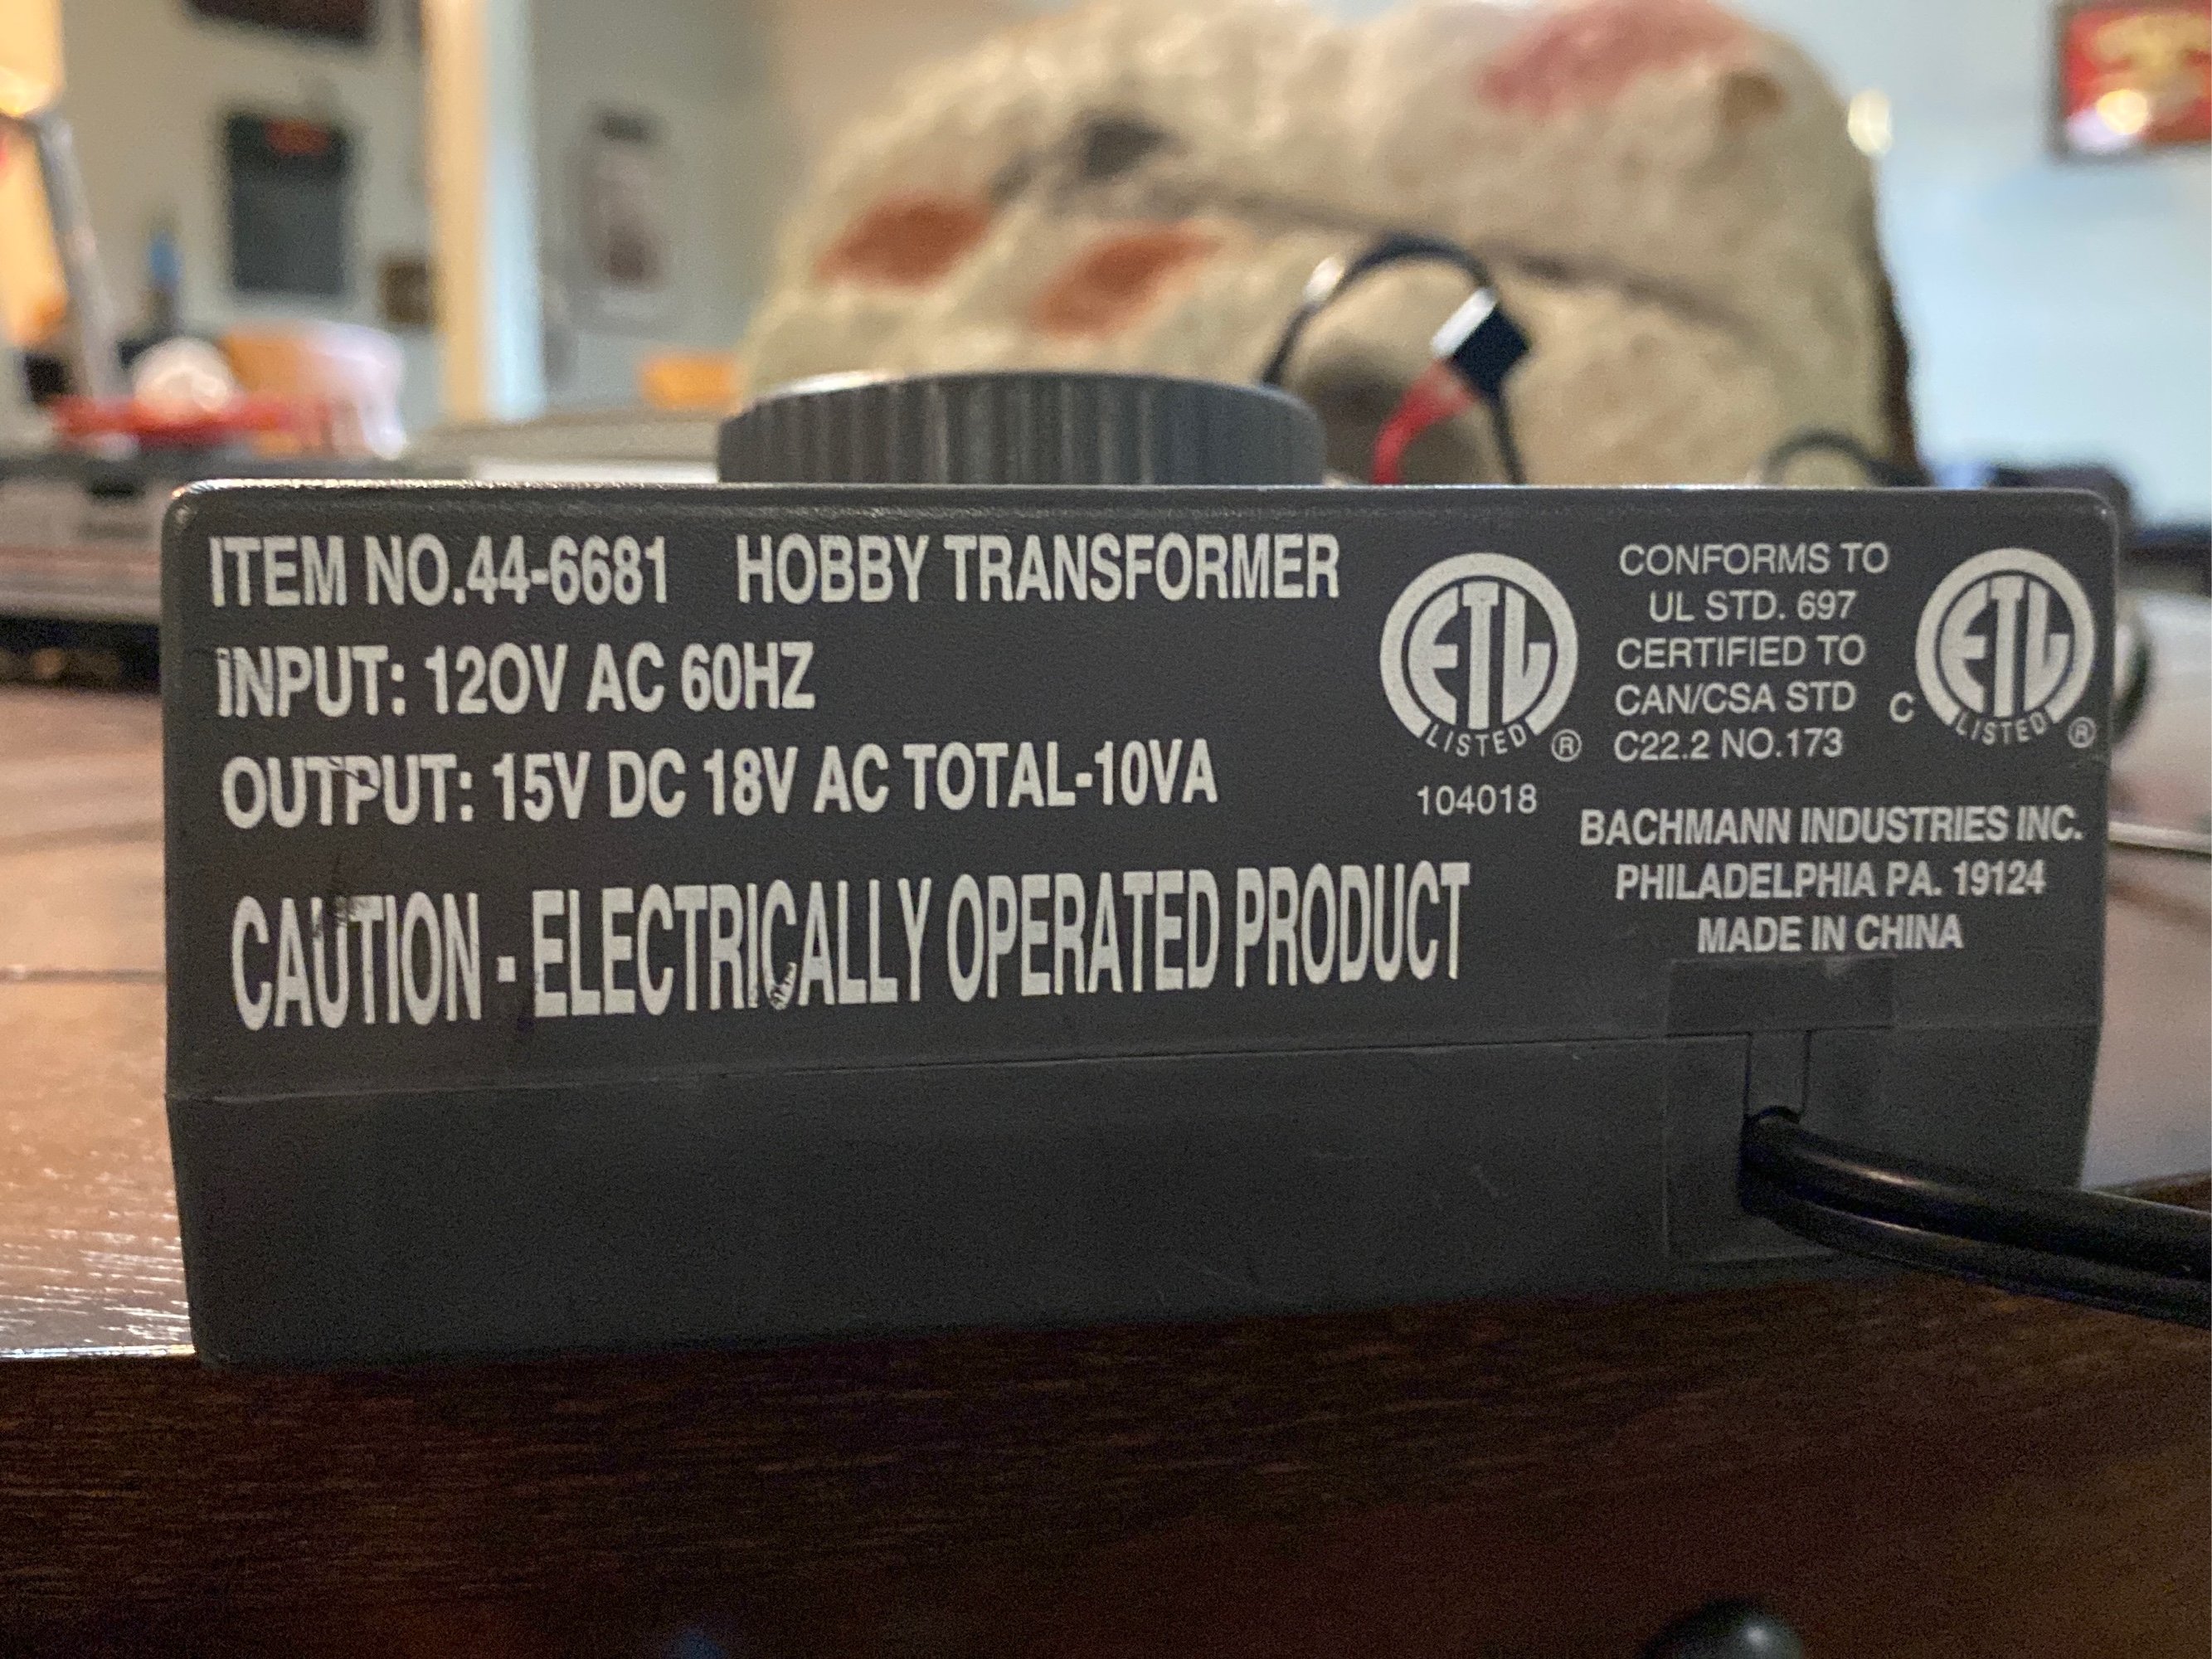 ITEM NO.44-6681 HOBBY TRANSFORMER
INPUT: 120V AC 60HZ
OUTPUT: 15V DC 18V AC TOTAL-10VA
CAUTION - ELECTRICALLY OPERATED PRODUCT
ETL
LISTED ®
104018
CONFORMS TO
UL STD. 697
CERTIFIED TO
CAN/CSA STD
C22.2 NO.173
C ETL
LISTED ®
BACHMANN INDUSTRIES INC.
PHILADELPHIA PA. 19124
MADE IN CHINA